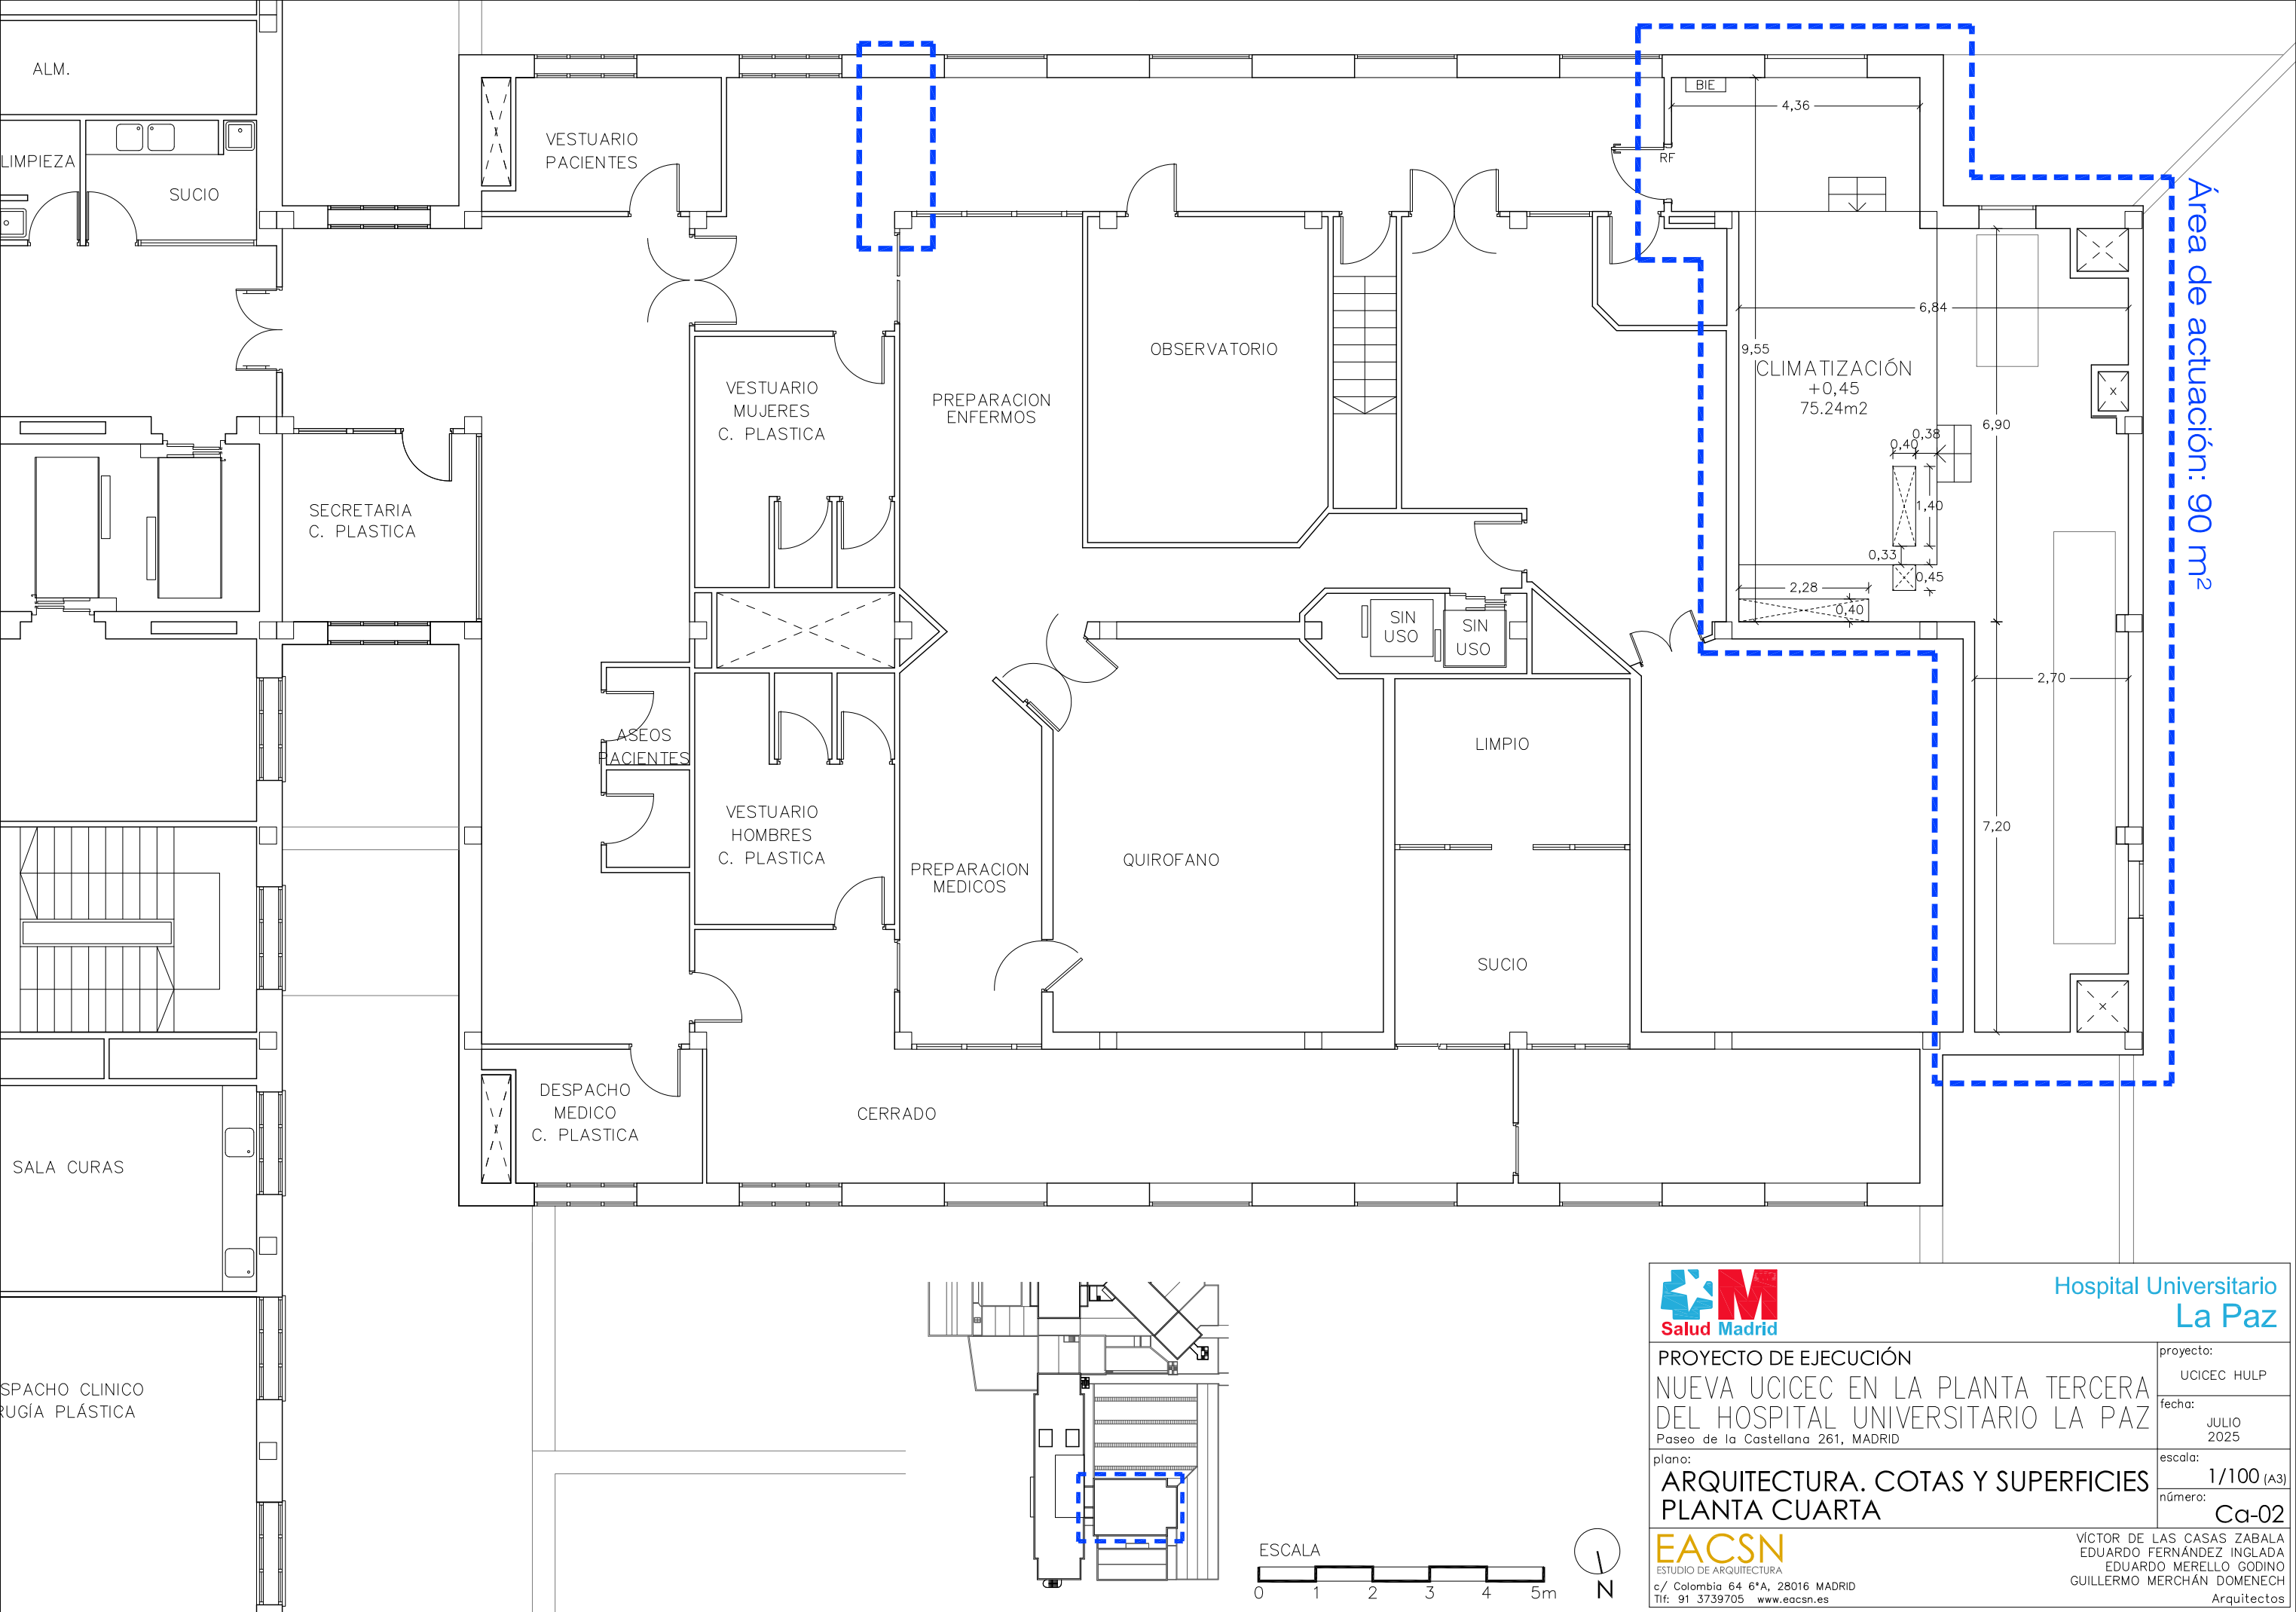 ALM.
LIMPIEZA
SUCIO
VESTUARIO
PACIENTES
BIE
4,36
RF
Área de actuación: 90 m²
6,84
9,55
CLIMATIZACIÓN
+0,45
75.24m2
6,90
0,38
0,40
1,40
0,33
0,45
2,28
0,40
2,70
7,20
OBSERVATORIO
PREPARACION
ENFERMOS
VESTUARIO
MUJERES
C. PLASTICA
SECRETARIA
C. PLASTICA
SIN
USO
SIN
USO
ASEOS
PACIENTES
LIMPIO
VESTUARIO
HOMBRES
C. PLASTICA
PREPARACION
MEDICOS
QUIROFANO
SUCIO
DESPACHO
MEDICO
C. PLASTICA
CERRADO
SALA CURAS
SPACHO CLINICO
RUGÍA PLÁSTICA
ESCALA
0 1 2 3 4 5m
N
Salud Madrid
Hospital Universitario
La Paz
PROYECTO DE EJECUCIÓN
NUEVA UCICEC EN LA PLANTA TERCERA
DEL HOSPITAL UNIVERSITARIO LA PAZ
Paseo de la Castellana 261, MADRID
proyecto:
UCICEC HULP
fecha:
JULIO
2025
plano:
ARQUITECTURA. COTAS Y SUPERFICIES
PLANTA CUARTA
escala:
1/100 (A3)
número:
Ca-02
EACSN
ESTUDIO DE ARQUITECTURA
c/ Colombia 64 6ºA, 28016 MADRID
Tlf: 91 3739705 www.eacsn.es
VÍCTOR DE LAS CASAS ZABALA
EDUARDO FERNÁNDEZ INGLADA
EDUARDO MERELLO GODINO
GUILLERMO MERCHÁN DOMENECH
Arquitectos